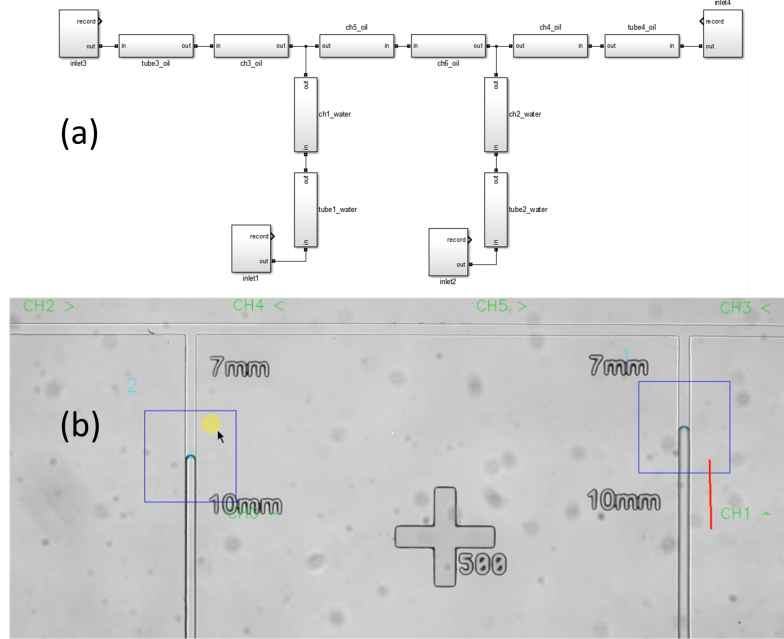 inlet4
record
out
inlet3
in
out
tube3_oil
in
out
ch3_oil
ch5_oil
in
out
in
out
ch6_oil
ch4_oil
in
out
tube4_oil
in
out
record
out
(a)
out
in
ch1_water
out
in
ch2_water
out
in
tube1_water
out
in
tube2_water
record
out
inlet1
record
out
inlet2
CH2 >
CH4 <
CH5 >
CH3 <
7mm
7mm
1
2
(b)
10mm
10mm
CH1 ^
500